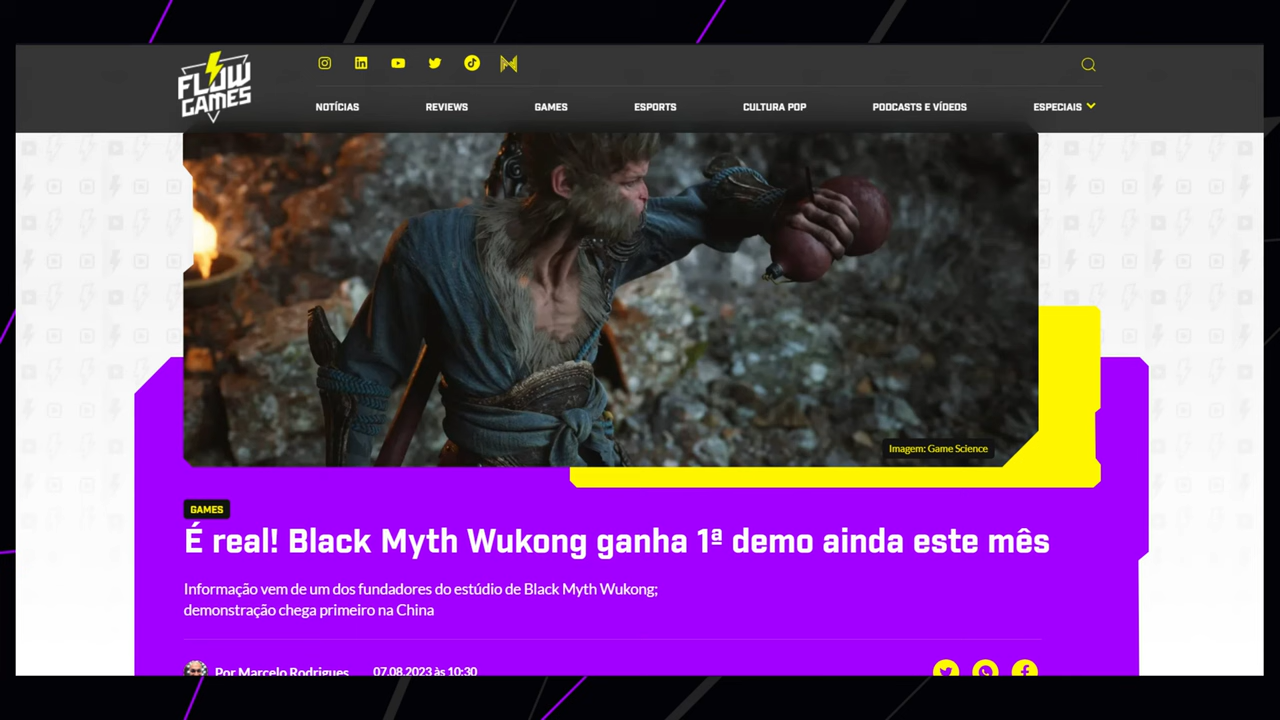 FLOW
GAMES
NOTÍCIAS
REVIEWS
GAMES
ESPORTS
CULTURA POP
PODCASTS E VÍDEOS
ESPECIAIS
Imagem: Game Science
GAMES
É real! Black Myth Wukong ganha 1ª demo ainda este mês
Informação vem de um dos fundadores do estúdio de Black Myth Wukong;
demonstração chega primeiro na China
Por Marcelo Rodrigues
07.08.2023 às 10:30